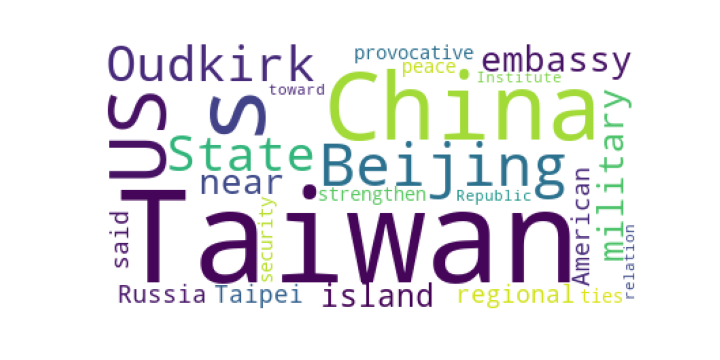 provocative
Oudkirk
embassy
peace
Institute
toward
China
US
s
State
Beijing
military
near
strengthen
Republic
American
Taiwan
said
security
relation
Russia
Taipei
island
regional
ties